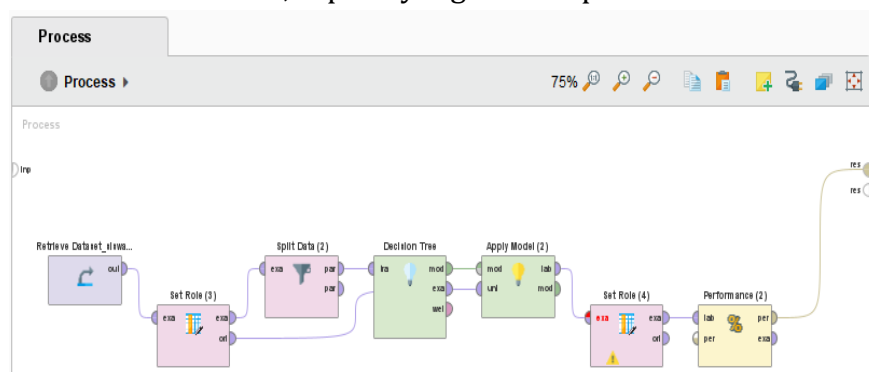 Process
Process
75%
Process
inp
res
res
Retrieve Dataset_siswa...
out
Set Role (3)
exa
exa
ori
Split Data (2)
exa
par
par
Decision Tree
tra
mod
exa
wei
Apply Model (2)
mod
lab
unl
mod
Set Role (4)
exa
exa
ori
Performance (2)
lab
per
per
exa